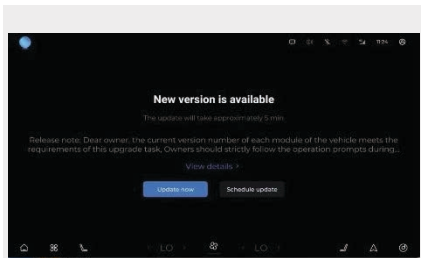 11:24
New version is available
The update will take approximately 5 min
Release note: Dear owner, the current version number of each module of the vehicle meets the
requirements of this upgrade task, Owners should strictly follow the operation prompts during...
View details >
Update now Schedule update
LO LO